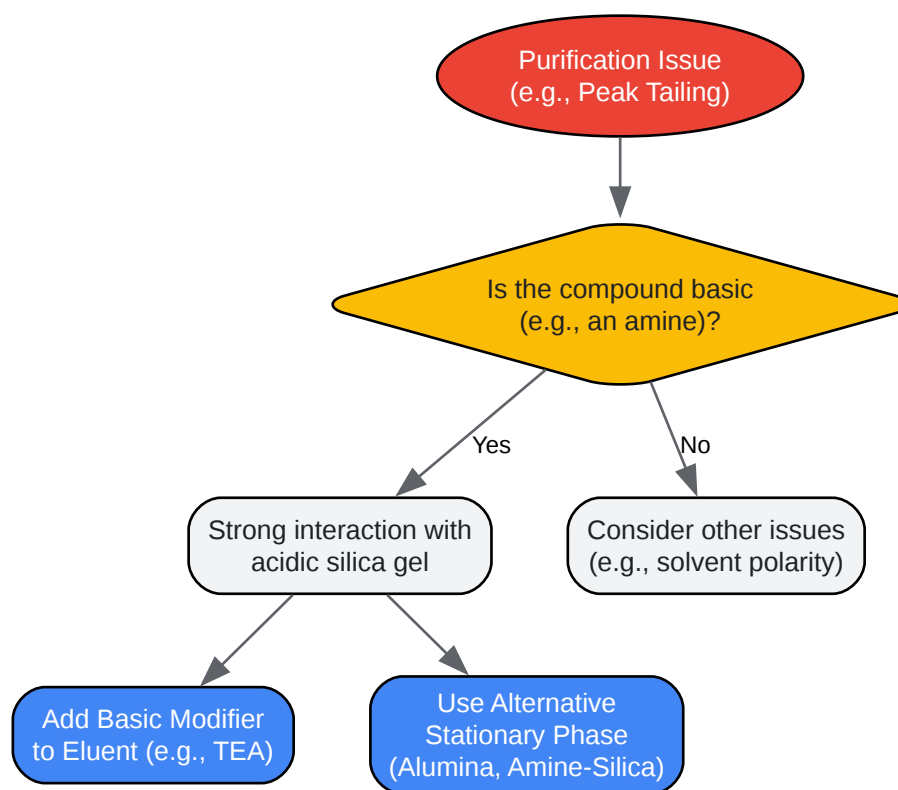 Purification Issue
(e.g., Peak Tailing)
Is the compound basic
(e.g., an amine)?
Yes
No
Strong interaction with
acidic silica gel
Consider other issues
(e.g., solvent polarity)
Add Basic Modifier
to Eluent (e.g., TEA)
Use Alternative
Stationary Phase
(Alumina, Amine-Silica)